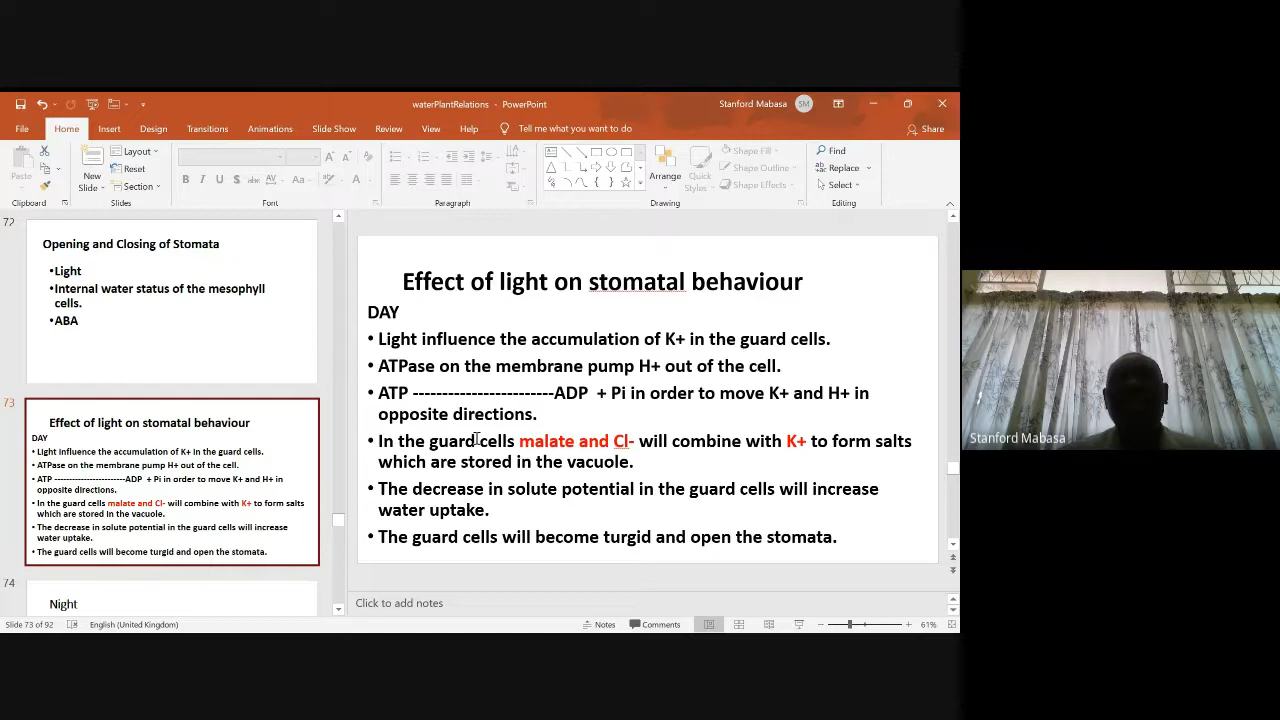 waterPlantRelations - PowerPoint
Stanford Mabasa
SM
File
Home
Insert
Design
Transitions
Animations
Slide Show
Review
View
Help
Tell me what you want to do
Share
Paste
New
Slide
Layout
Reset
Section
B I U S abc AV Aa A
Arrange
Quick
Styles
Shape Fill
Shape Outline
Shape Effects
Find
Replace
Select
Clipboard
Slides
Font
Paragraph
Drawing
Editing
72
Opening and Closing of Stomata
•Light
•Internal water status of the mesophyll
cells.
•ABA
73
Effect of light on stomatal behaviour
DAY
• Light influence the accumulation of K+ in the guard cells.
• ATPase on the membrane pump H+ out of the cell.
• ATP ------------------------ADP + Pi in order to move K+ and H+ in
opposite directions.
• In the guard cells malate and Cl- will combine with K+ to form salts
which are stored in the vacuole.
• The decrease in solute potential in the guard cells will increase
water uptake.
• The guard cells will become turgid and open the stomata.
74
Night
Effect of light on stomatal behaviour
DAY
• Light influence the accumulation of K+ in the guard cells.
• ATPase on the membrane pump H+ out of the cell.
• ATP ------------------------ADP + Pi in order to move K+ and H+ in
opposite directions.
• In the guard cells malate and Cl- will combine with K+ to form salts
which are stored in the vacuole.
• The decrease in solute potential in the guard cells will increase
water uptake.
• The guard cells will become turgid and open the stomata.
Click to add notes
Slide 73 of 92
English (United Kingdom)
Notes
Comments
61%
Stanford Mabasa